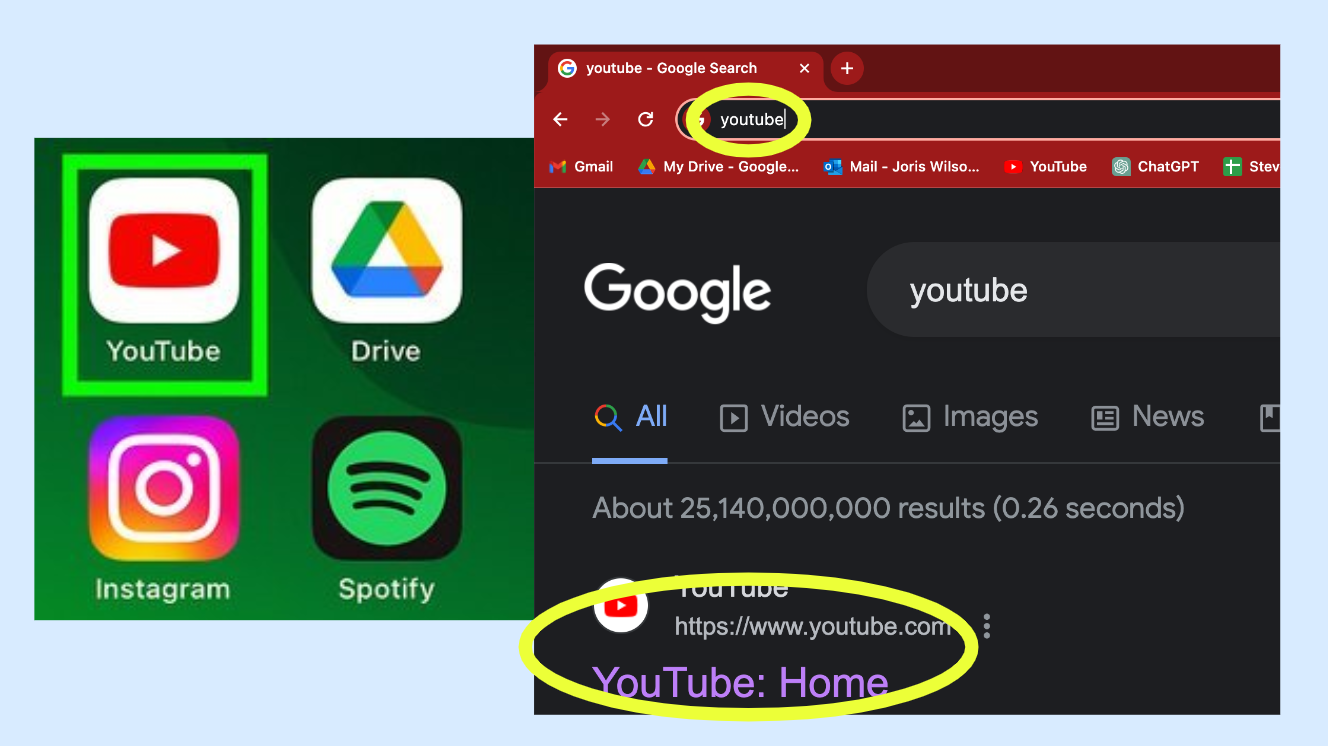 YouTube
Drive
Instagram
Spotify
youtube - Google Search
youtube
Gmail
My Drive - Google...
Mail - Joris Wilso...
YouTube
ChatGPT
Stev
Google
youtube
All
Videos
Images
News
About 25,140,000,000 results (0.26 seconds)
YouTube
https://www.youtube.com
YouTube: Home